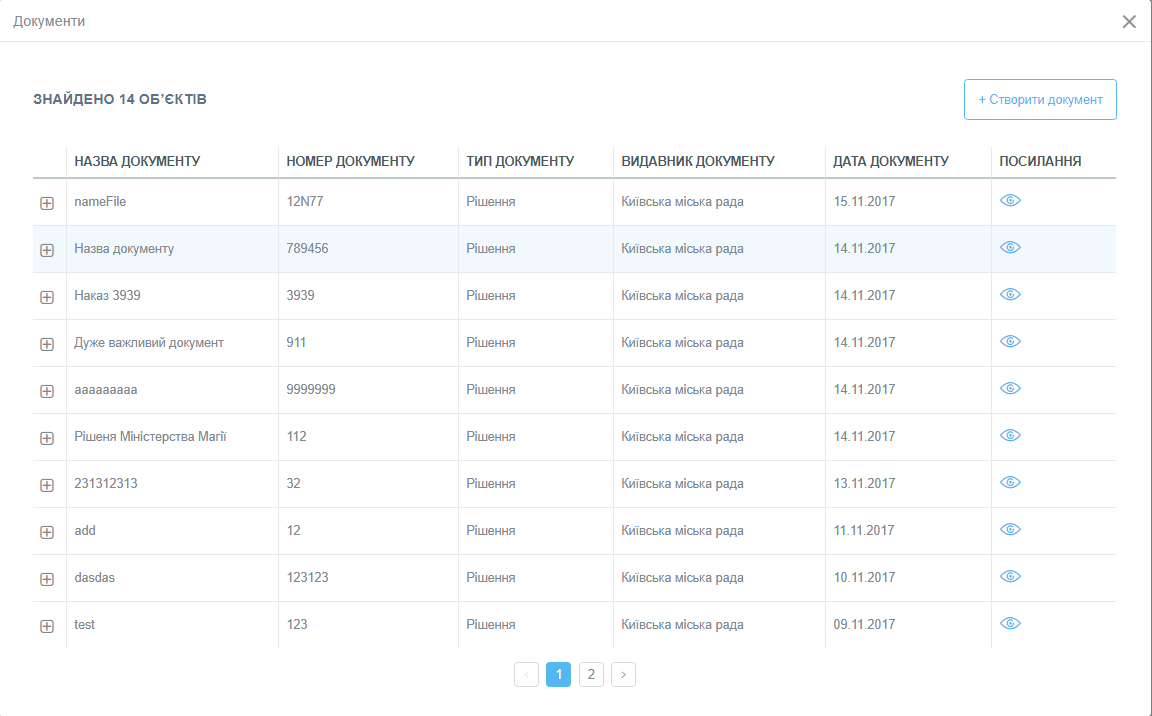 Документи
ЗНАЙДЕНО 14 ОБ'ЄКТІВ
+ Створити документ
НАЗВА ДОКУМЕНТУ НОМЕР ДОКУМЕНТУ ТИП ДОКУМЕНТУ ВИДАВНИК ДОКУМЕНТУ ДАТА ДОКУМЕНТУ ПОСИЛАННЯ
nameFile 12N77 Рішення Київська міська рада 15.11.2017
Назва документу 789456 Рішення Київська міська рада 14.11.2017
Наказ 3939 3939 Рішення Київська міська рада 14.11.2017
Дуже важливий документ 911 Рішення Київська міська рада 14.11.2017
aaaaaaaaa 9999999 Рішення Київська міська рада 14.11.2017
Рішеня Міністерства Магії 112 Рішення Київська міська рада 14.11.2017
231312313 32 Рішення Київська міська рада 13.11.2017
add 12 Рішення Київська міська рада 11.11.2017
dasdas 123123 Рішення Київська міська рада 10.11.2017
test 123 Рішення Київська міська рада 09.11.2017
< 1 2 >